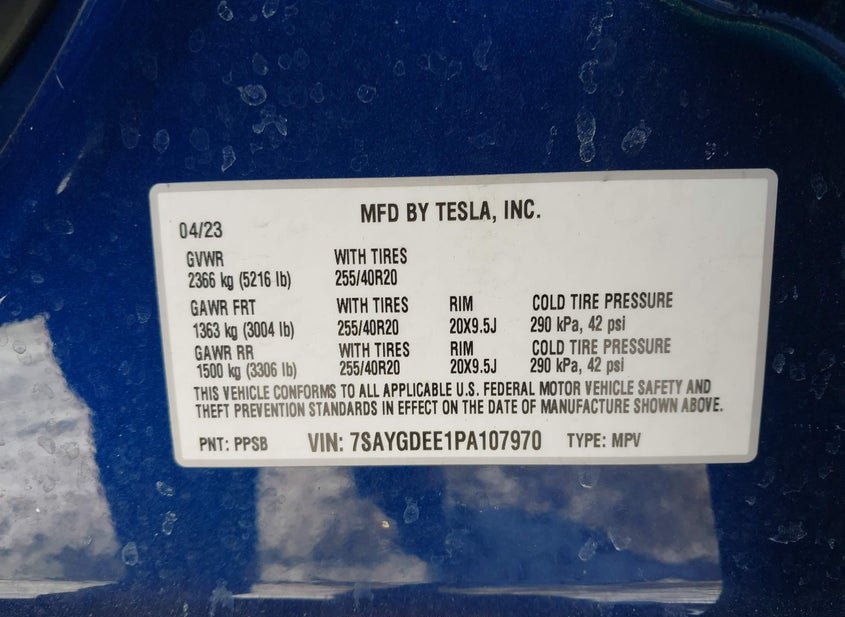 MFD BY TESLA, INC.
04/23
GVWR WITH TIRES
2366 kg (5216 lb) 255/40R20
GAWR FRT WITH TIRES RIM COLD TIRE PRESSURE
1363 kg (3004 lb) 255/40R20 20X9.5J 290 kPa, 42 psi
GAWR RR WITH TIRES RIM COLD TIRE PRESSURE
1500 kg (3306 lb) 255/40R20 20X9.5J 290 kPa, 42 psi
THIS VEHICLE CONFORMS TO ALL APPLICABLE U.S. FEDERAL MOTOR VEHICLE SAFETY AND
THEFT PREVENTION STANDARDS IN EFFECT ON THE DATE OF MANUFACTURE SHOWN ABOVE.
PNT: PPSB VIN: 7SAYGDEE1PA107970 TYPE: MPV